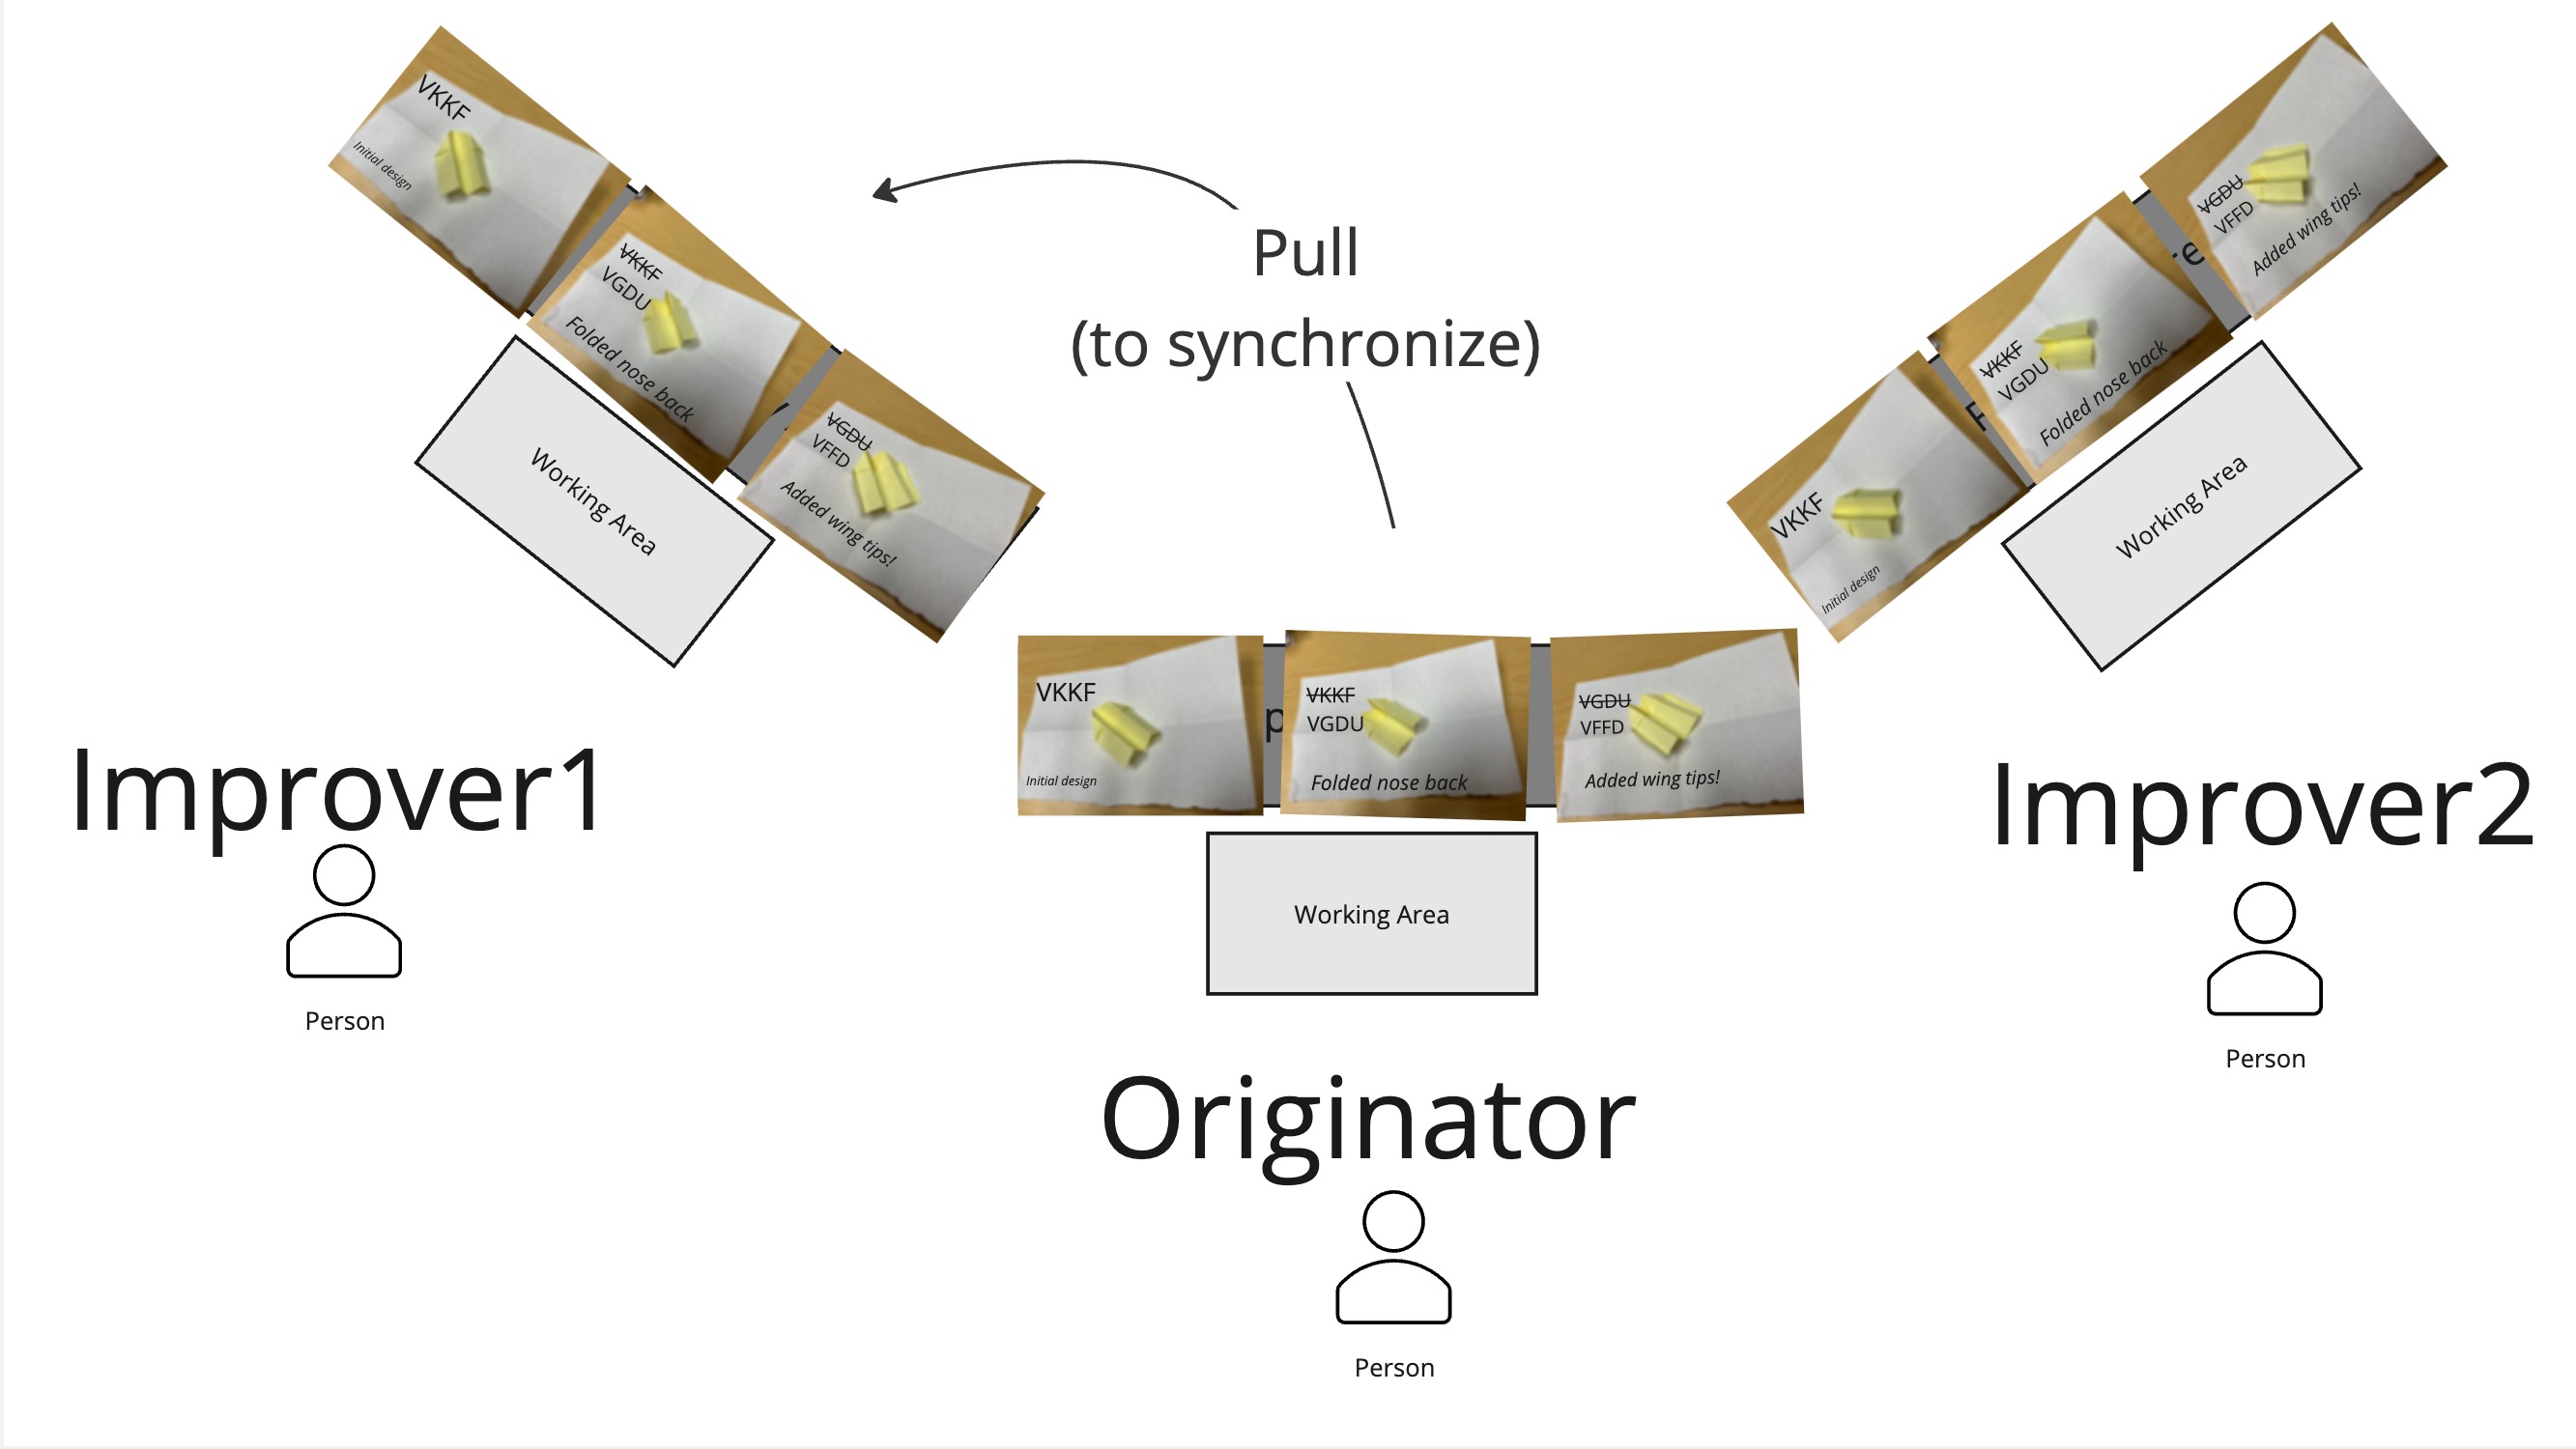 VKKF
Initial design
VKKF
VGDU
Folded nose back
VGDU
VFFD
Added wing tips!
Working Area
Pull
(to synchronize)
VKKF
Initial design
VKKF
VGDU
Folded nose back
VGDU
VFFD
Added wing tips!
Working Area
VKKF
Initial design
VKKF
VGDU
Folded nose back
VGDU
VFFD
Added wing tips!
Working Area
Improver1
Person
Improver2
Person
Originator
Person